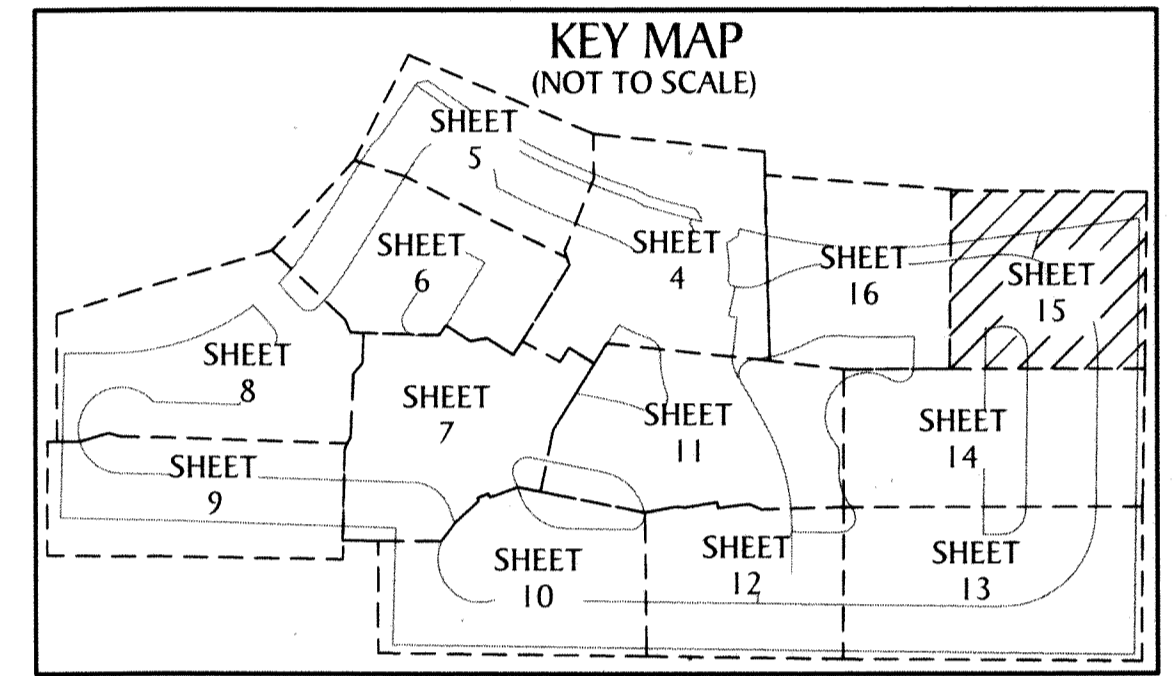 KEY MAP
(NOT TO SCALE)
SHEET
5
SHEET
4
SHEET
6
SHEET
16
SHEET
15
SHEET
8
SHEET
7
SHEET
11
SHEET
14
SHEET
9
SHEET
10
SHEET
12
SHEET
13